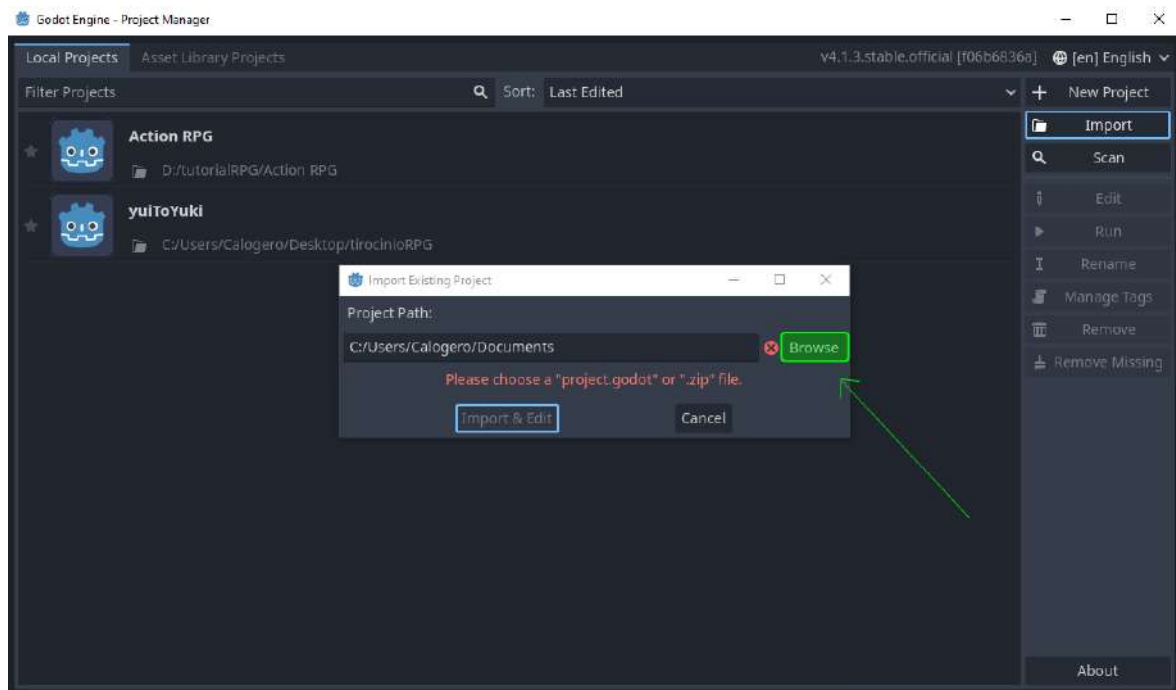 Godot Engine - Project Manager
Local Projects Asset Library Projects v4.1.3.stable.official [f06b6836a] [en] English
Filter Projects Sort: Last Edited New Project
Import
Action RPG
D:/tutorialRPG/Action RPG
Scan
Edit
yuiToYuki
Run
C:/Users/Calogero/Desktop/tirocinioRPG
Rename
Import Existing Project
Manage Tags
Project Path:
Remove
C:/Users/Calogero/Documents Browse
Remove Missing
Please choose a "project.godot" or ".zip" file.
Import & Edit Cancel
About